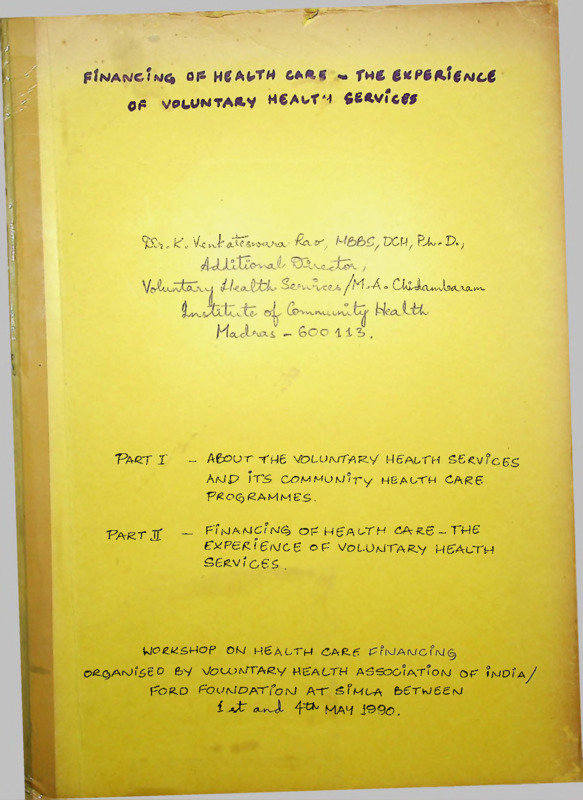 FINANCING OF HEALTH CARE - THE EXPERIENCE
OF VOLUNTARY HEALTH SERVICES
Dr. K. Venkateswara Rao, MBBS, DCH, Ph.D.,
Additional Director,
Voluntary Health Services/M.A. Chidambaram
Institute of Community Health
Madras - 600 113.
PART I - ABOUT THE VOLUNTARY HEALTH SERVICES
AND ITS COMMUNITY HEALTH CARE
PROGRAMMES.
PART II - FINANCING OF HEALTH CARE - THE
EXPERIENCE OF VOLUNTARY HEALTH
SERVICES.
WORKSHOP ON HEALTH CARE FINANCING
ORGANISED BY VOLUNTARY HEALTH ASSOCIATION OF INDIA/
FORD FOUNDATION AT SIMLA BETWEEN
1st and 4th MAY 1990.